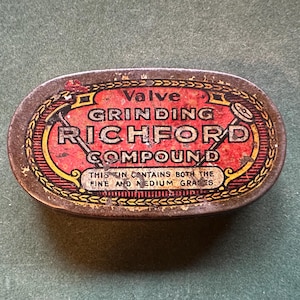 Valve
GRINDING
RICHFORD
COMPOUND
THIS TIN CONTAINS BOTH THE
FINE AND MEDIUM GRADES